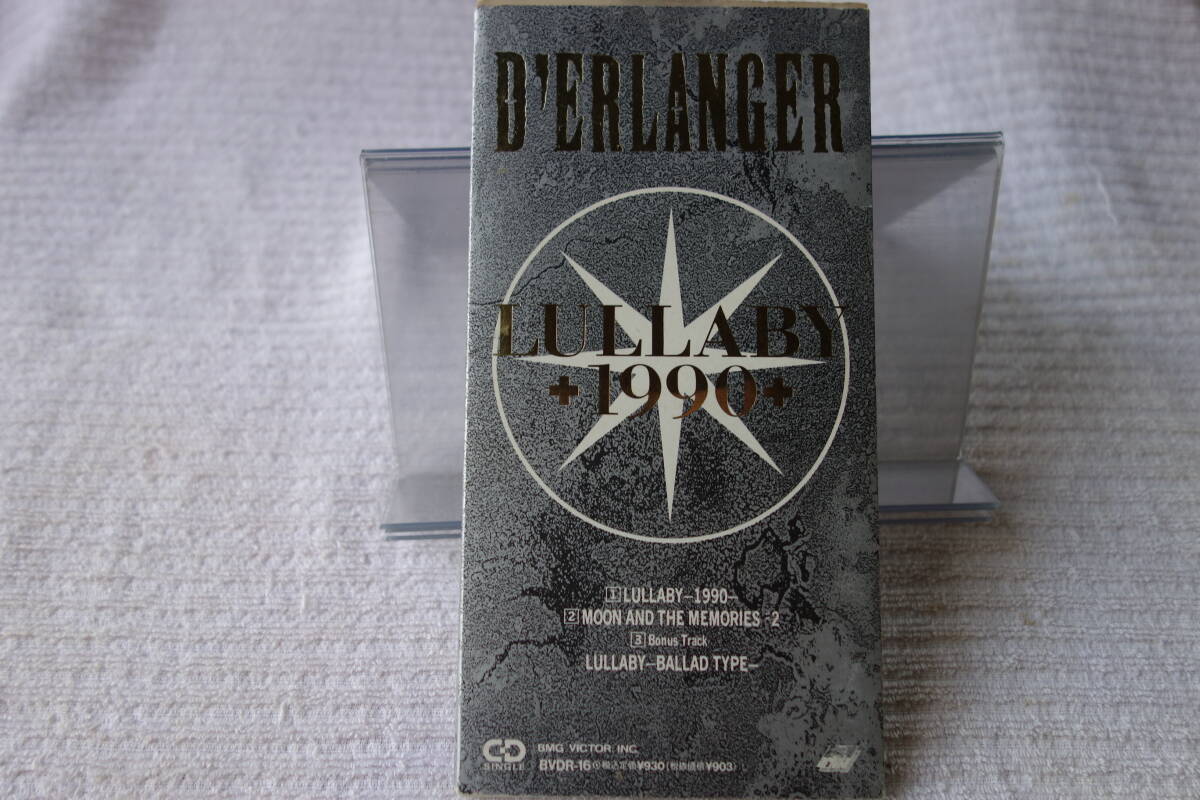 D'ERLANGER
LULLABY
+1990+
1 LULLABY-1990-
2 MOON AND THE MEMORIES -2
3 Bonus Track
LULLABY-BALLAD TYPE-
CD
SINGLE
BMG VICTOR. INC.
BVDR-16 税込定価¥930(税抜価格¥903)